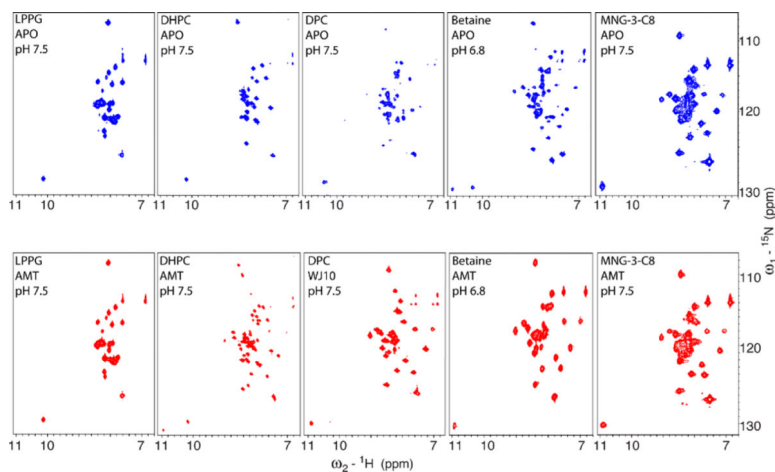 LPPG
APO
pH 7.5
DHPC
APO
pH 7.5
DPC
APO
pH 7.5
Betaine
APO
pH 6.8
MNG-3-C8
APO
pH 7.5
110
120
130
11 10 7
11 10 7
11 10 7
11 10 7
11 10 7
LPPG
AMT
pH 7.5
DHPC
AMT
pH 7.5
DPC
WJ10
pH 7.5
Betaine
AMT
pH 6.8
MNG-3-C8
AMT
pH 7.5
110
120
130
11 10 7
11 10 7
11 10 7
11 10 7
11 10 7
ω₂ - ¹H (ppm)
ω₁ - ¹⁵N (ppm)